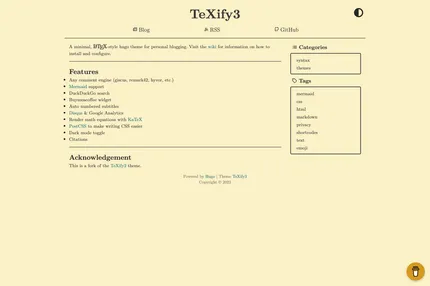 TeXify3
Blog
RSS
GitHub
A minimal, LATEX-style hugo theme for personal blogging. Visit the wiki for information on how to
install and configure.
Features
Any comment engine (giscus, remark42, hyvor, etc.)
Mermaid support
DuckDuckGo search
Buymeacoffee widget
Auto numbered subtitles
& Google Analytics
Render math equations with KaTeX
PostCSS to make writing CSS easier
Dark mode toggle
Citations
Acknowledgement
This is a fork of the TeXify2 theme.
Categories
syntax
themes
Tags
mermaid
css
html
markdown
privacy
shortcodes
text
emoji
Powered by Hugo | Theme TeXify3
Copyright © 2023